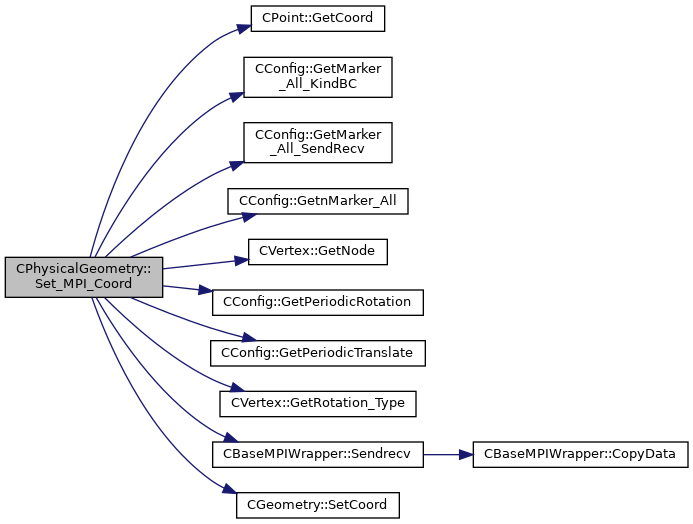 CPhysicalGeometry::
Set_MPI_Coord
CPoint::GetCoord
CConfig::GetMarker
_All_KindBC
CConfig::GetMarker
_All_SendRecv
CConfig::GetnMarker_All
CVertex::GetNode
CConfig::GetPeriodicRotation
CConfig::GetPeriodicTranslate
CVertex::GetRotation_Type
CBaseMPIWrapper::Sendrecv
CBaseMPIWrapper::CopyData
CGeometry::SetCoord